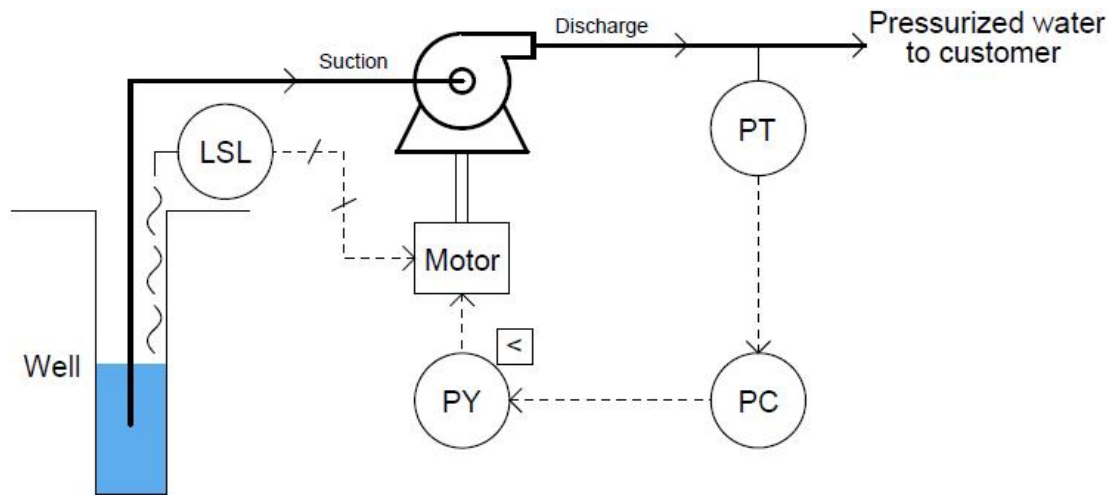 Discharge
Pressurized water
to customer
Suction
PT
LSL
Motor
<
Well
PY
PC